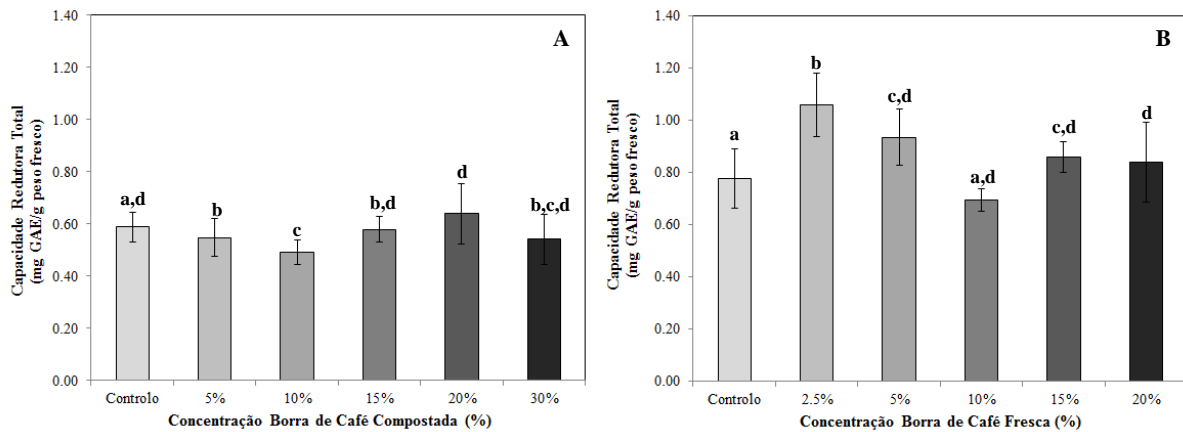 A
Capacidade Redutora Total
(mg GAE/g peso fresco)
1.40
1.20
1.00
0.80
0.60
0.40
0.20
0.00
a,d
b
c
b,d
d
b,c,d
Controlo
5%
10%
15%
20%
30%
Concentração Borra de Café Compostada (%)
B
Capacidade Redutora Total
(mg GAE/g peso fresco)
1.40
1.20
1.00
0.80
0.60
0.40
0.20
0.00
a
b
c,d
a,d
c,d
d
Controlo
2.5%
5%
10%
15%
20%
Concentração Borra de Café Fresca (%)